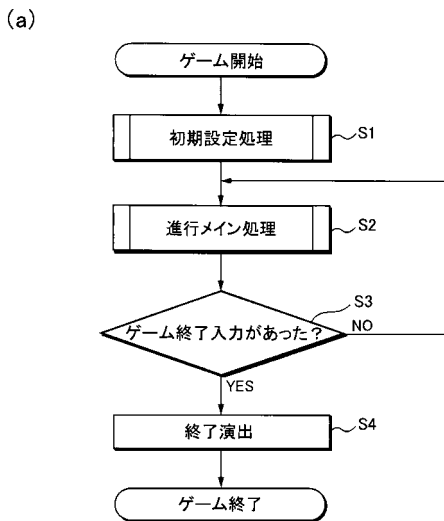 (a)
ゲーム開始
初期設定処理
S1
進行メイン処理
S2
S3
ゲーム終了入力があった?
NO
YES
終了演出
S4
ゲーム終了